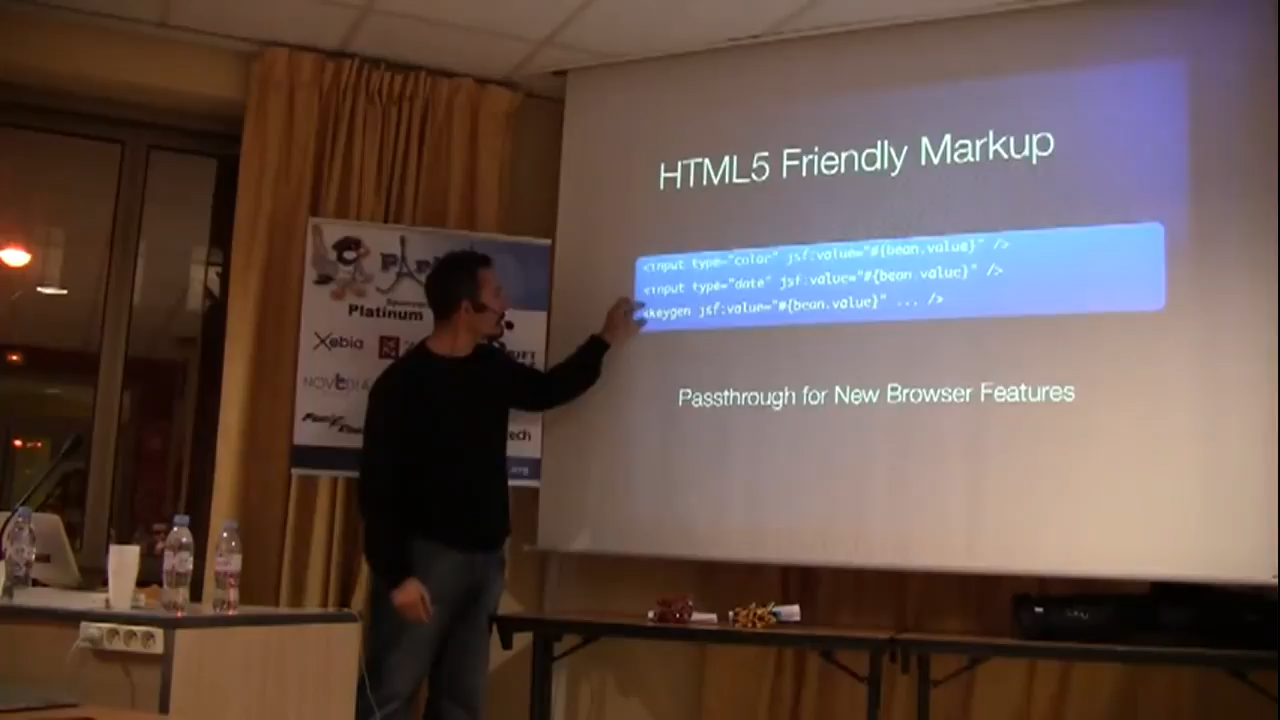 HTML5 Friendly Markup
<input type="color" jsf:value="#{bean.value}" />
<input type="date" jsf:value="#{bean.value}" />
<keygen jsf:value="#{bean.value}" ... />
Passthrough for New Browser Features
Platinum
Xebia